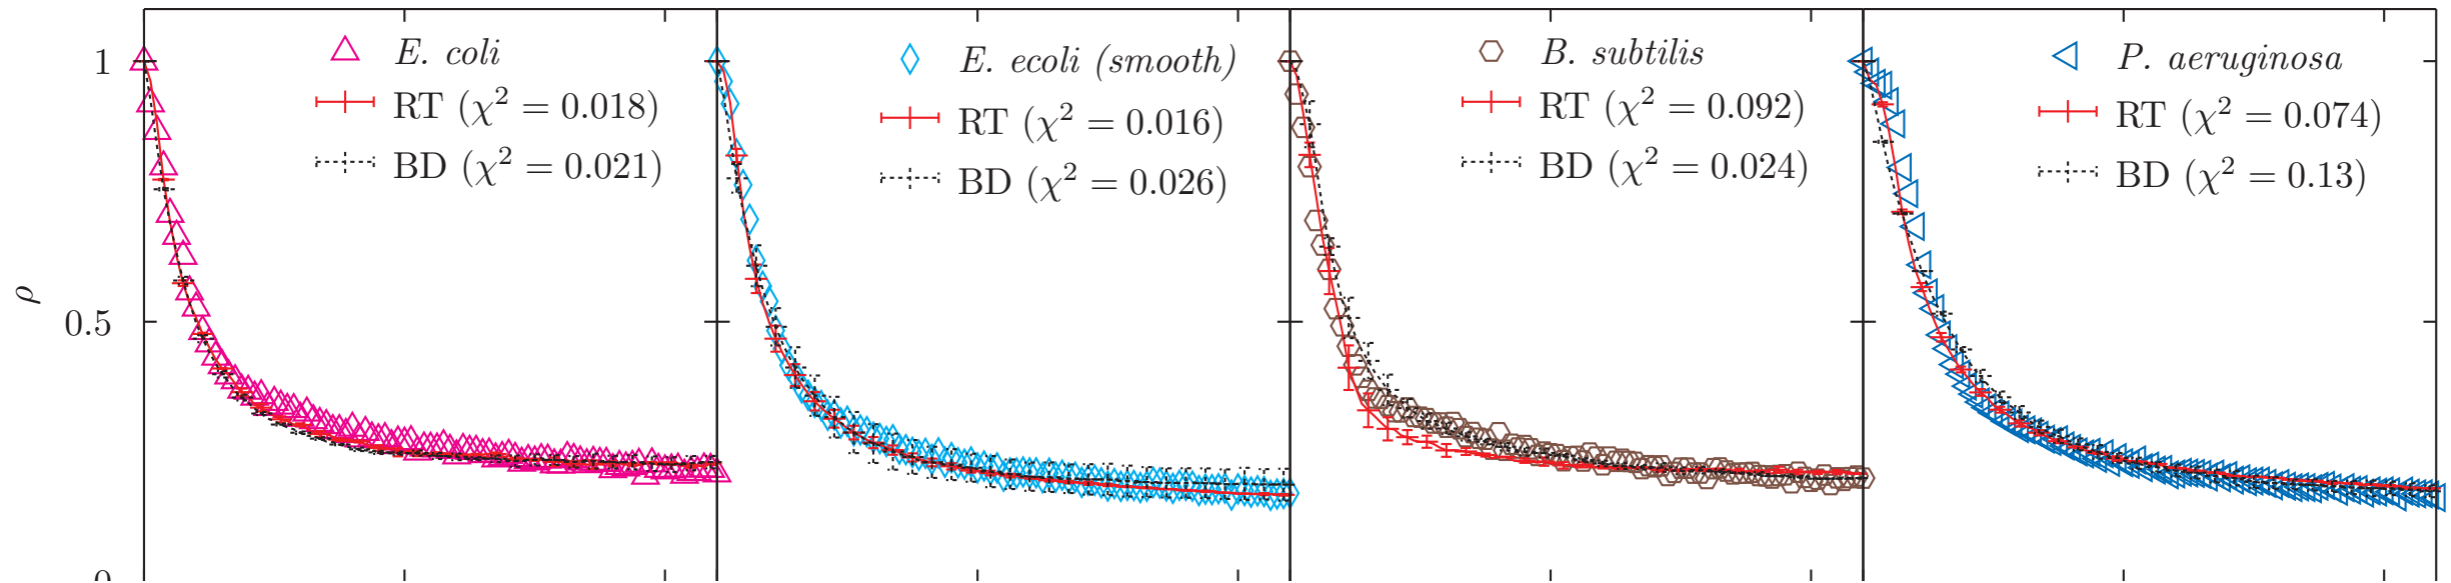 1
0.5
0
ρ
E. coli
RT (χ² = 0.018)
BD (χ² = 0.021)
E. ecoli (smooth)
RT (χ² = 0.016)
BD (χ² = 0.026)
B. subtilis
RT (χ² = 0.092)
BD (χ² = 0.024)
P. aeruginosa
RT (χ² = 0.074)
BD (χ² = 0.13)